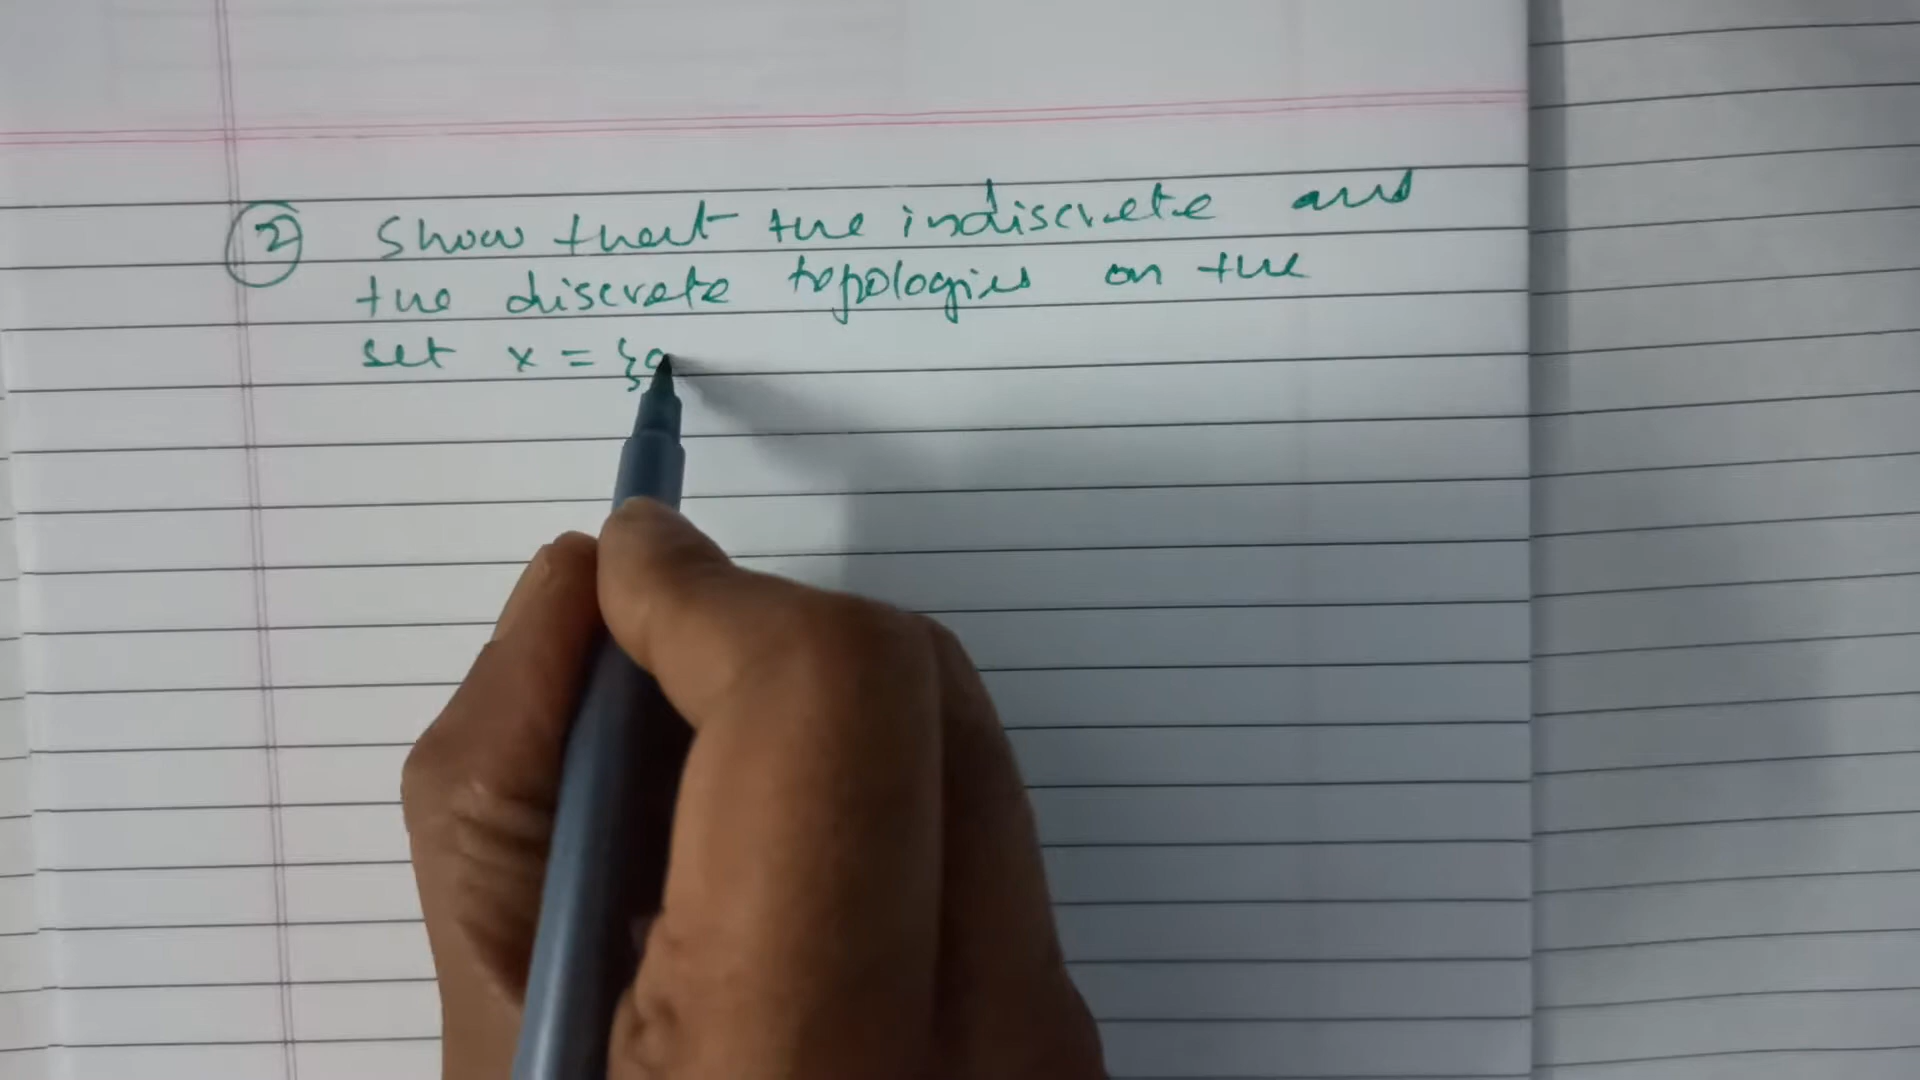 2 Show that the indiscrete and
the discrete topologies on the
set x = {a